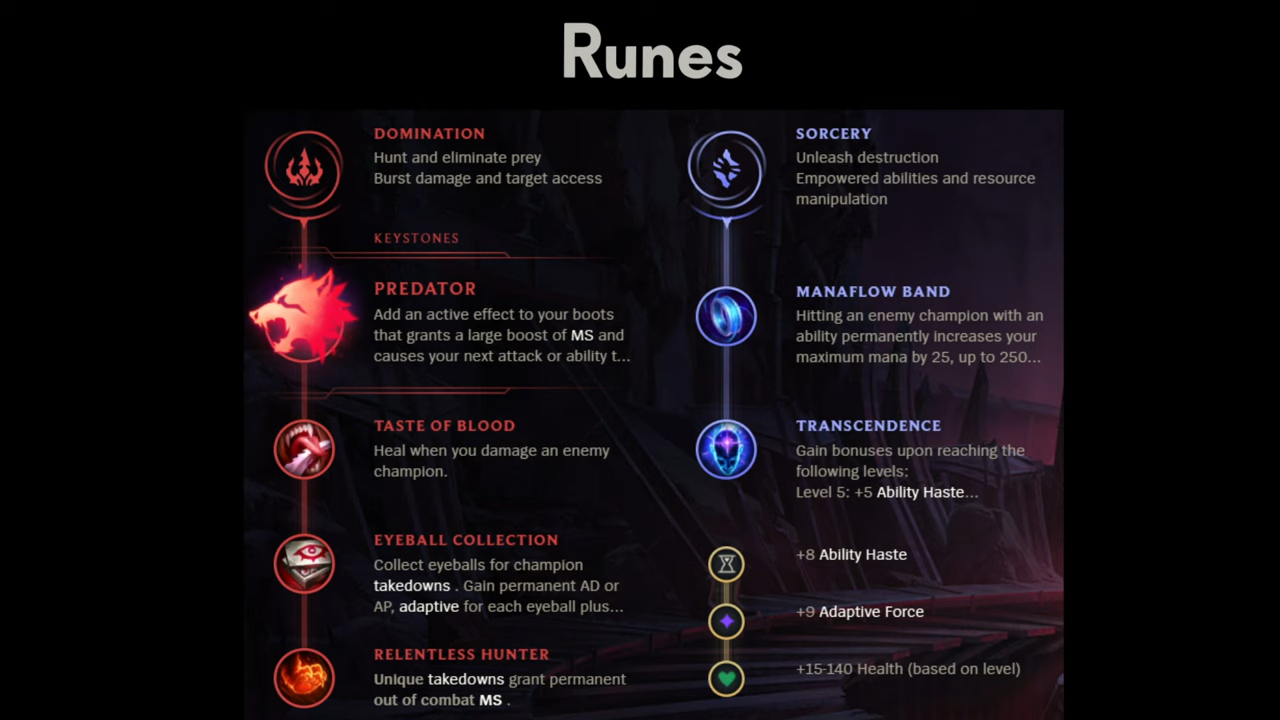 Runes
DOMINATION
Hunt and eliminate prey
Burst damage and target access
KEYSTONES
PREDATOR
Add an active effect to your boots
that grants a large boost of MS and
causes your next attack or ability t...
TASTE OF BLOOD
Heal when you damage an enemy
champion.
EYEBALL COLLECTION
Collect eyeballs for champion
takedowns . Gain permanent AD or
AP, adaptive for each eyeball plus...
RELENTLESS HUNTER
Unique takedowns grant permanent
out of combat MS .
SORCERY
Unleash destruction
Empowered abilities and resource
manipulation
MANAFLOW BAND
Hitting an enemy champion with an
ability permanently increases your
maximum mana by 25, up to 250...
TRANSCENDENCE
Gain bonuses upon reaching the
following levels:
Level 5: +5 Ability Haste...
+8 Ability Haste
+9 Adaptive Force
+15-140 Health (based on level)